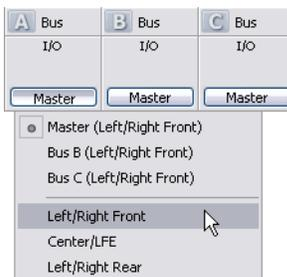 A Bus B Bus C Bus
I/O I/O I/O
Master Master Master
Master (Left/Right Front)
Bus B (Left/Right Front)
Bus C (Left/Right Front)
Left/Right Front
Center/LFE
Left/Right Rear